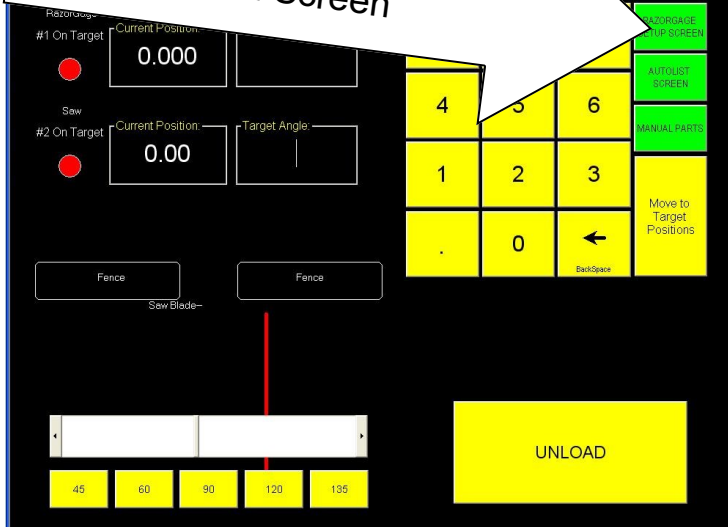 Screen
RazorGage
#1 On Target
Current Position:
0.000
Saw
#2 On Target
Current Position:
0.00
Target Angle:
4
5
6
1
2
3
.
0
BackSpace
RAZORGAGE
SETUP SCREEN
AUTOLIST
SCREEN
MANUAL PARTS
Move to
Target
Positions
Fence
Fence
Saw Blade–
45
60
90
120
135
UNLOAD